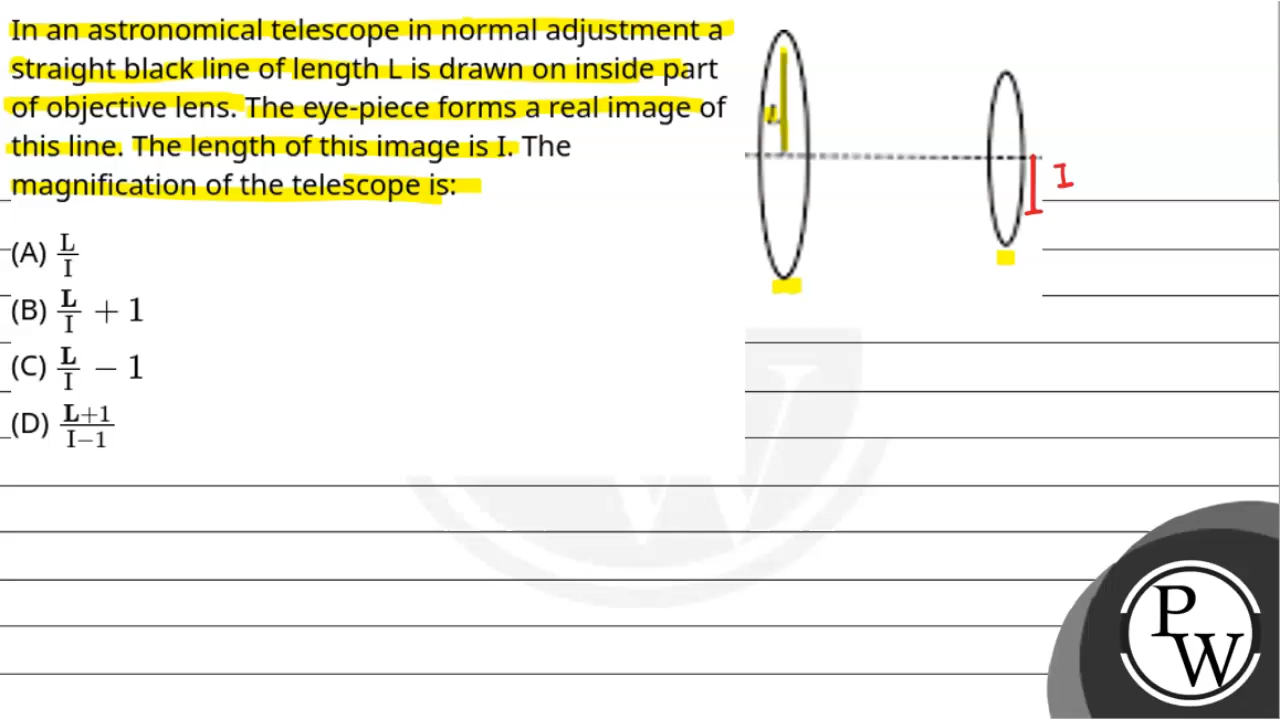 In an astronomical telescope in normal adjustment a
straight black line of length L is drawn on inside part
of objective lens. The eye-piece forms a real image of
this line. The length of this image is I. The
magnification of the telescope is:
(A) L/I
(B) L/I + 1
(C) L/I − 1
(D) L+1/I−1
L
I
P
W